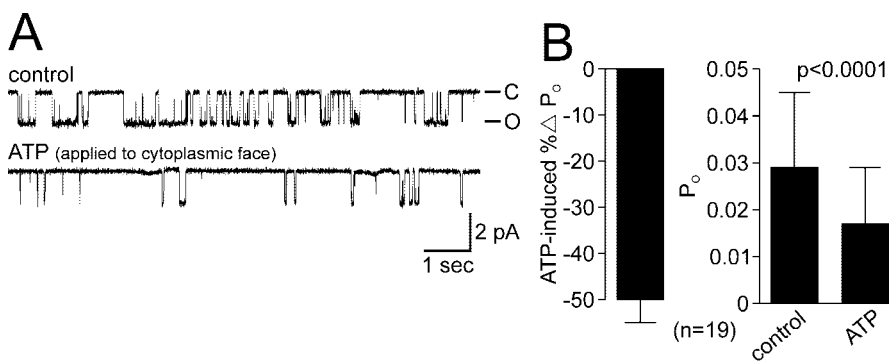 A
control
C
O
ATP (applied to cytoplasmic face)
2 pA
1 sec
B
ATP-induced %△ Po
0
-10
-20
-30
-40
-50
(n=19)
p<0.0001
Po
0.05
0.04
0.03
0.02
0.01
0
control
ATP